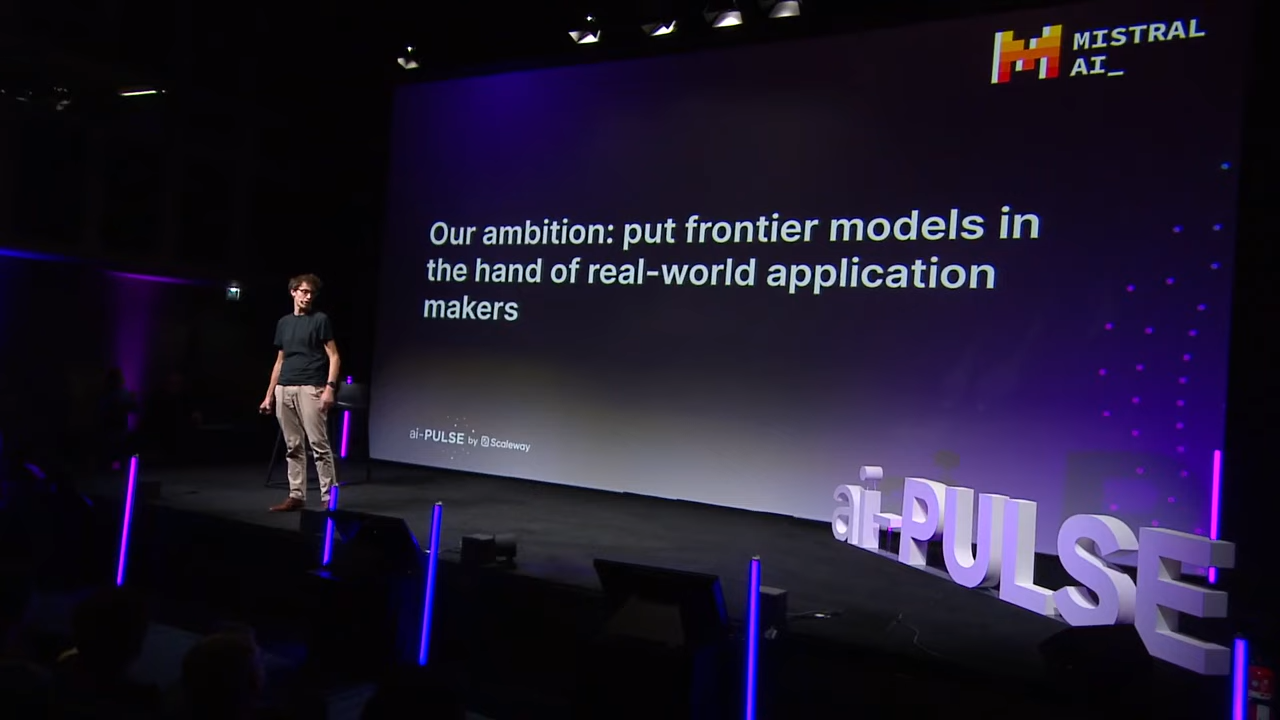 MISTRAL
AI_
Our ambition: put frontier models in
the hand of real-world application
makers
ai-PULSE by Scaleway
ai-PULSE